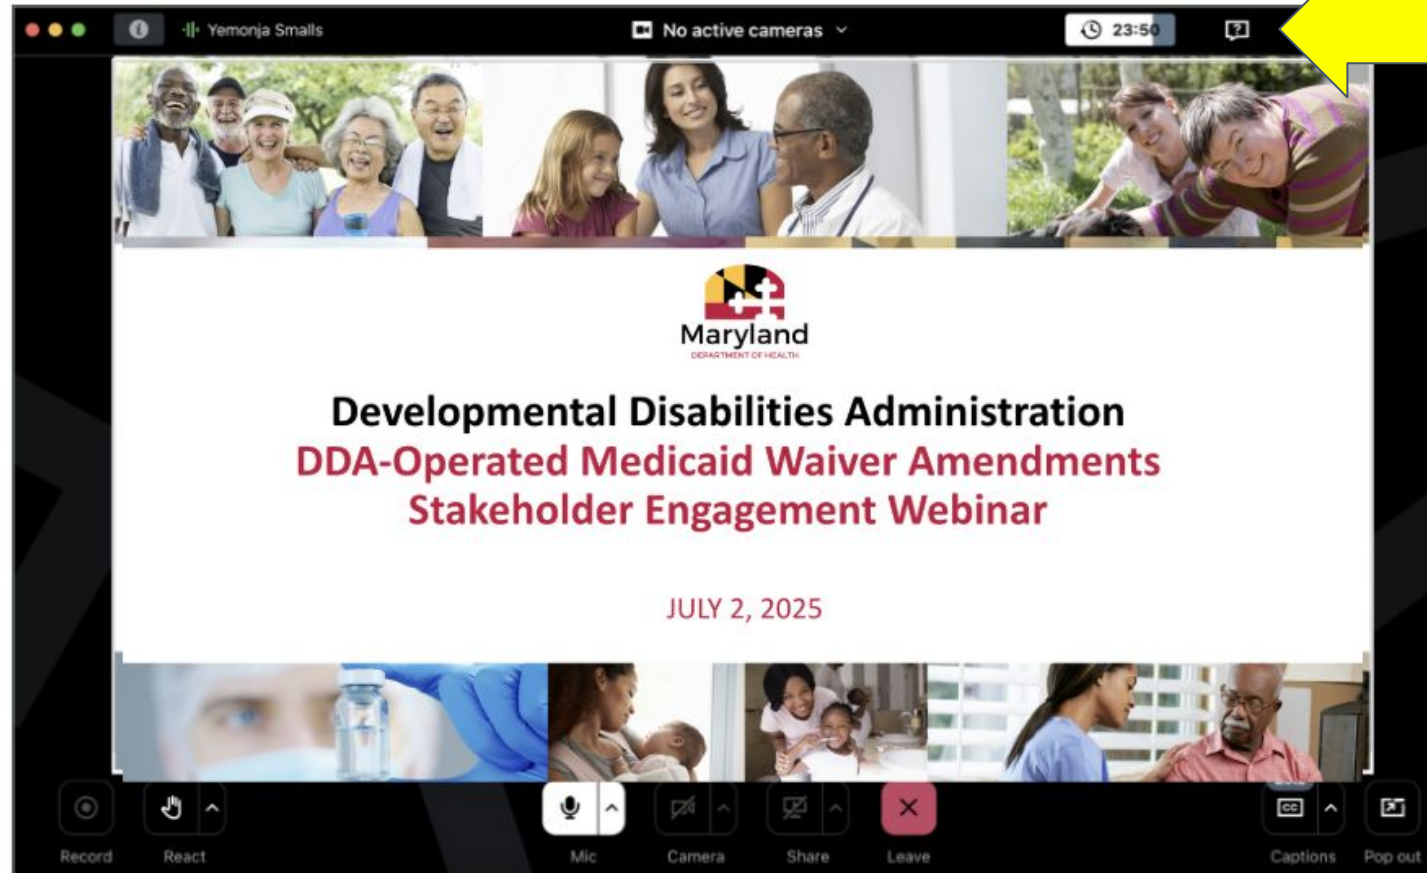 Yemonja Smalls
No active cameras
23:50
Maryland
DEPARTMENT OF HEALTH
Developmental Disabilities Administration
DDA-Operated Medicaid Waiver Amendments
Stakeholder Engagement Webinar
JULY 2, 2025
CC
Record React Mic Camera Share Leave Captions Pop out